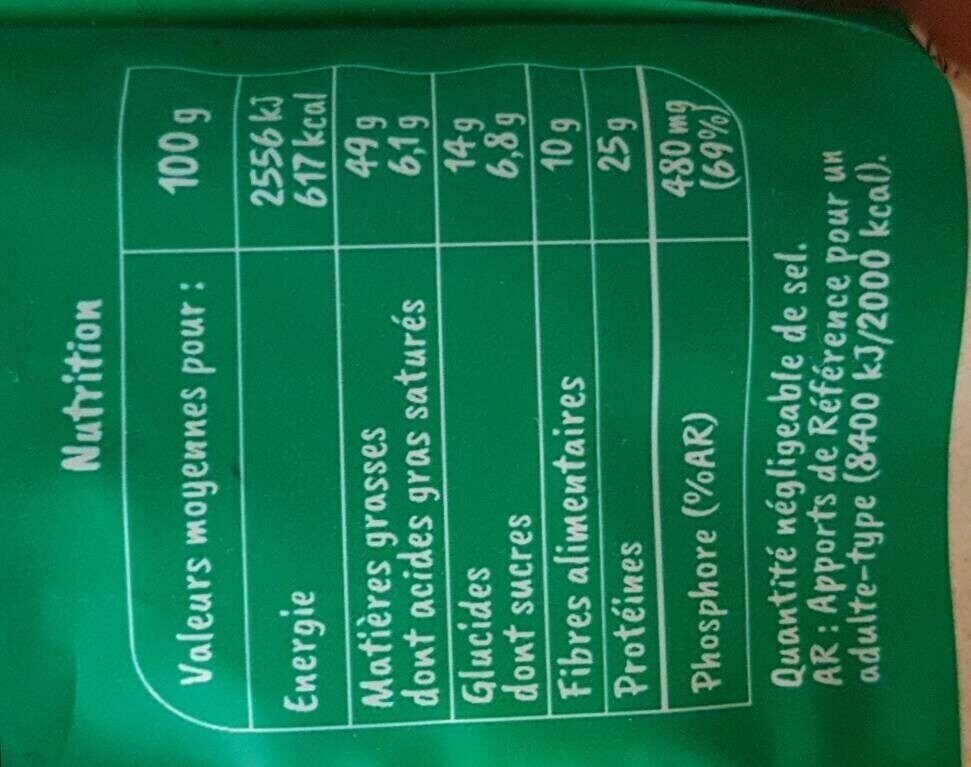 Nutrition
Valeurs moyennes pour : 100 g
Energie 2556 kJ
617 kcal
Matières grasses 49 g
dont acides gras saturés 6,1 g
Glucides 14 g
dont sucres 6,8 g
Fibres alimentaires 10 g
Protéines 25 g
Phosphore (%AR) 480 mg
(69%)
Quantité négligeable de sel.
AR : Apports de Référence pour un
adulte-type (8400 kJ/2000 kcal).